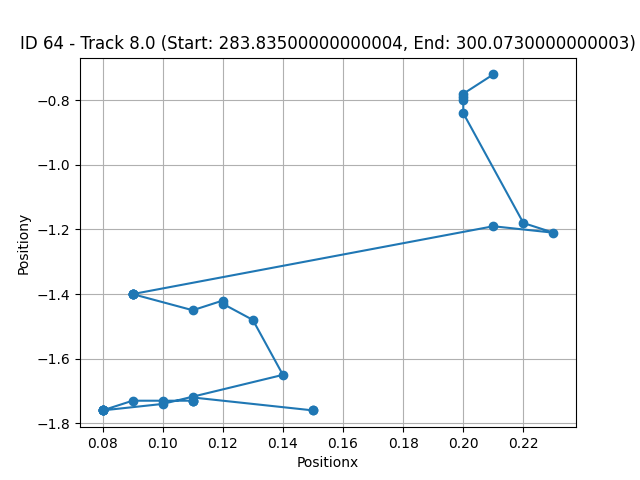 ID 64 - Track 8.0 (Start: 283.83500000000004, End: 300.0730000000003)
−0.8
−1.0
−1.2
−1.4
−1.6
−1.8
Positiony
0.08 0.10 0.12 0.14 0.16 0.18 0.20 0.22
Positionx